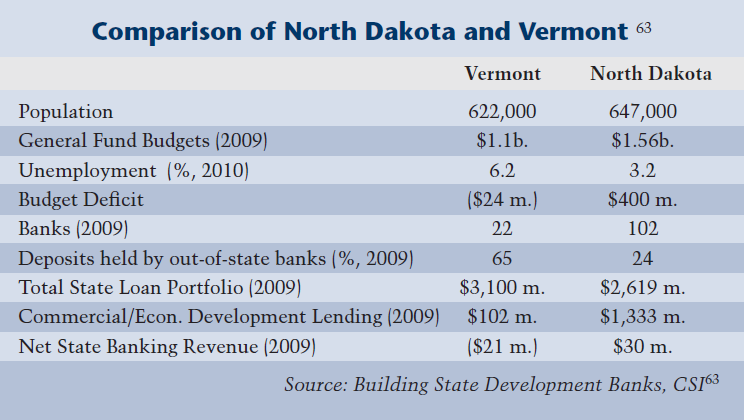 Comparison of North Dakota and Vermont 63
Vermont North Dakota
Population 622,000 647,000
General Fund Budgets (2009) $1.1b. $1.56b.
Unemployment (%, 2010) 6.2 3.2
Budget Deficit ($24 m.) $400 m.
Banks (2009) 22 102
Deposits held by out-of-state banks (%, 2009) 65 24
Total State Loan Portfolio (2009) $3,100 m. $2,619 m.
Commercial/Econ. Development Lending (2009) $102 m. $1,333 m.
Net State Banking Revenue (2009) ($21 m.) $30 m.
Source: Building State Development Banks, CSI63